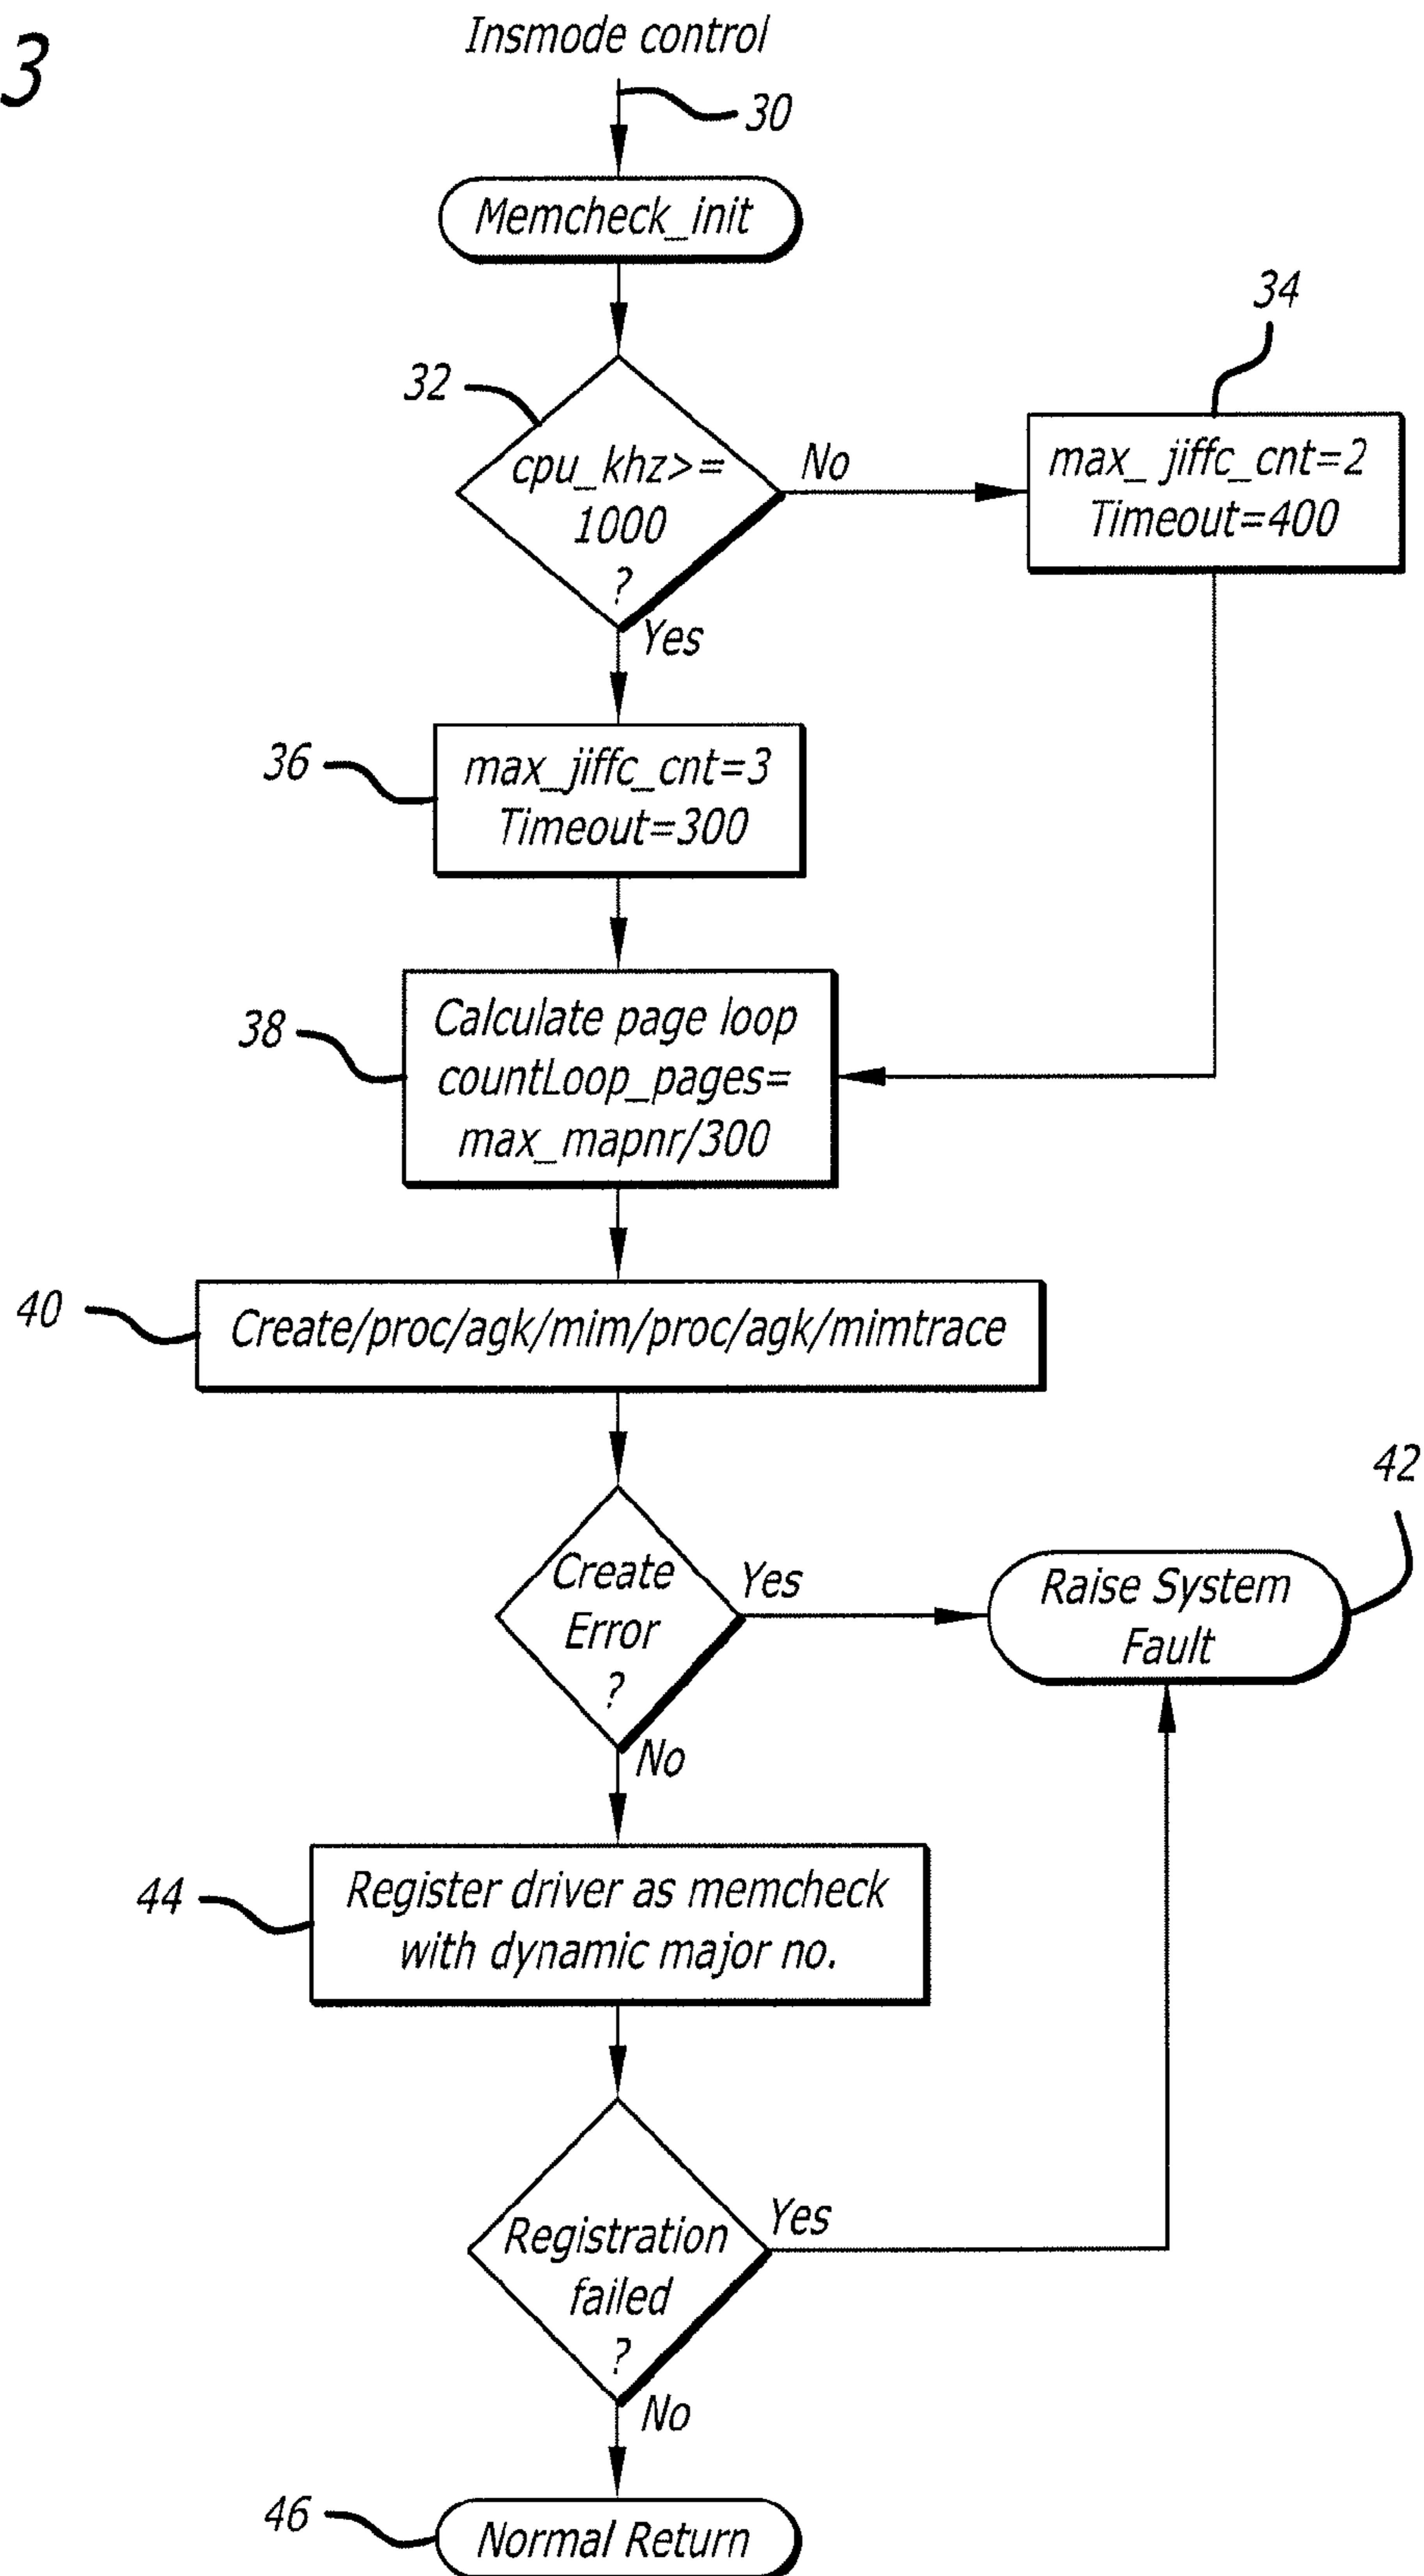 3
Insmode control
30
Memcheck_init
34
32
cpu_khz>=
1000
?
No
max_ jiffc_cnt=2
Timeout=400
Yes
36
max_jiffc_cnt=3
Timeout=300
38
Calculate page loop
countLoop_pages=
max_mapnr/300
40
Create/proc/agk/mim/proc/agk/mimtrace
42
Create
Error
?
Yes
Raise System
Fault
No
44
Register driver as memcheck
with dynamic major no.
Registration
failed
?
Yes
No
46
Normal Return